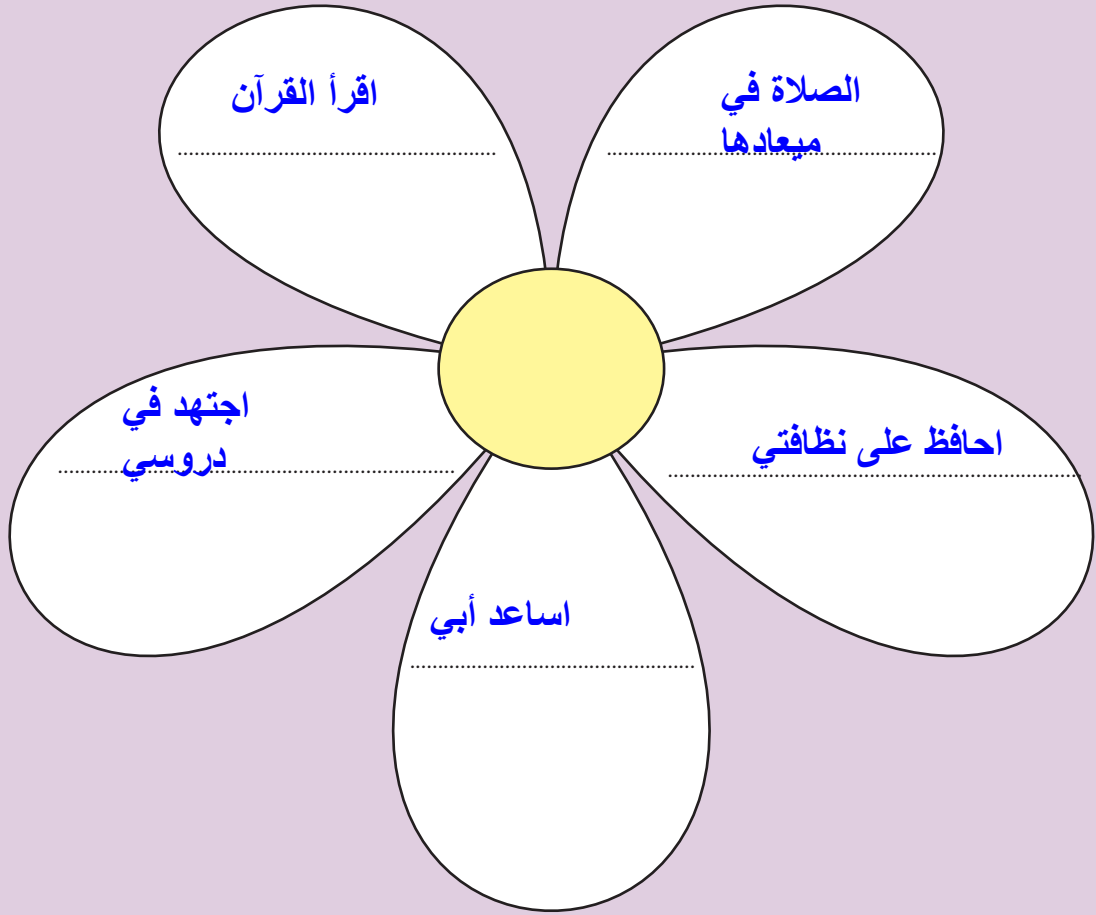 الصلاة في
ميعادها
اقرأ القرآن
احافظ على نظافتي
اجتهد في
دروسي
اساعد أبي